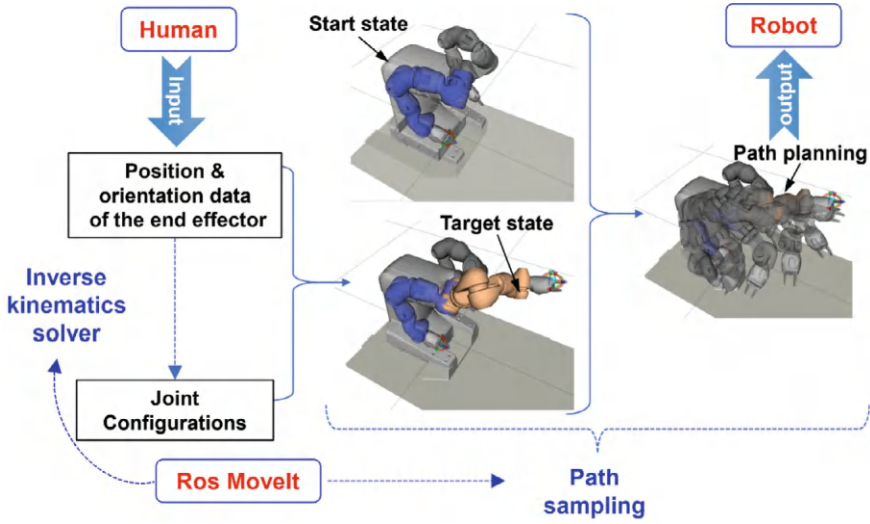 Human
Input
Position &
orientation data
of the end effector
Inverse
kinematics
solver
Joint
Configurations
Ros MoveIt
Start state
Target state
Path
sampling
Robot
output
Path planning